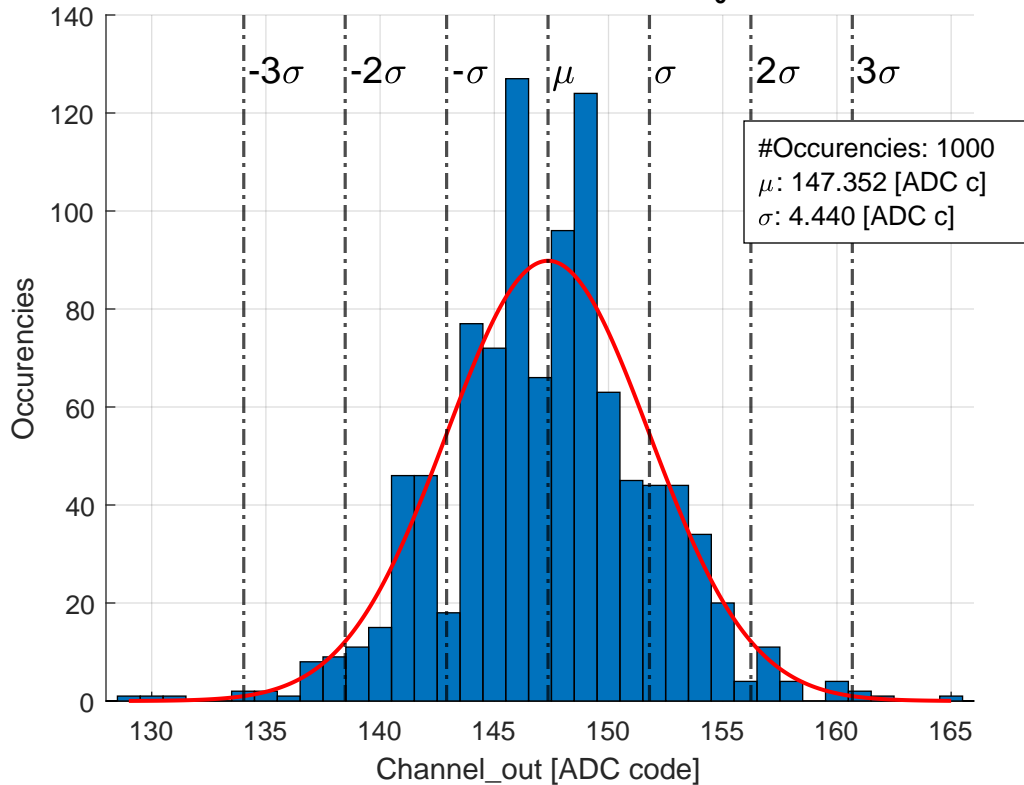 140
120
100
80
60
40
20
0
Occurencies
-3σ
-2σ
-σ
μ
σ
2σ
3σ
#Occurencies: 1000
μ: 147.352 [ADC c]
σ: 4.440 [ADC c]
130
135
140
145
150
155
160
165
Channel_out [ADC code]